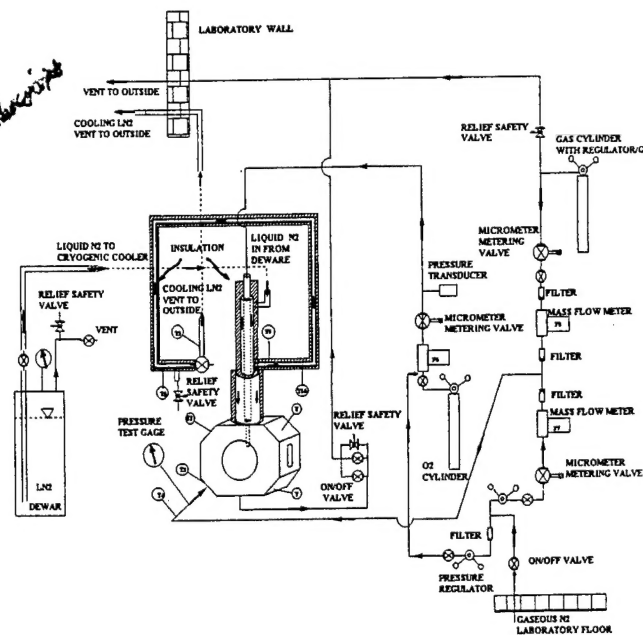 LABORATORY WALL
VENT TO OUTSIDE
COOLING LN2
VENT TO OUTSIDE
RELIEF SAFETY
VALVE
GAS CYLINDER
WITH REGULATOR/G
LIQUID N2 TO
CRYOGENIC COOLER
INSULATION
LIQUID N2
IN FROM
DEWARE
COOLING LN2
VENT TO
OUTSIDE
MICROMETER
METERING
VALVE
PRESSURE
TRANSDUCER
RELIEF SAFETY
VALVE
VENT
FILTER
MASS FLOW METER
MICROMETER
METERING VALVE
FILTER
RELIEF
SAFETY
VALVE
FILTER
MASS FLOW METER
PRESSURE
TEST GAGE
RELIEF SAFETY
VALVE
LN2
DEWAR
ON/OFF
VALVE
O2
CYLINDER
MICROMETER
METERING
VALVE
FILTER
PRESSURE
REGULATOR
ON/OFF VALVE
GASEOUS N2
LABORATORY FLOOR